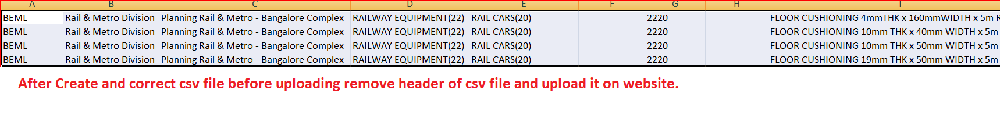 A B C D E F G H I
BEML Rail & Metro Division Planning Rail & Metro - Bangalore Complex RAILWAY EQUIPMENT(22) RAIL CARS(20) 2220 FLOOR CUSHIONING 4mmTHK x 160mmWIDTH x 5m R
BEML Rail & Metro Division Planning Rail & Metro - Bangalore Complex RAILWAY EQUIPMENT(22) RAIL CARS(20) 2220 FLOOR CUSHIONING 10mm THK x 40mm WIDTH x 5m
BEML Rail & Metro Division Planning Rail & Metro - Bangalore Complex RAILWAY EQUIPMENT(22) RAIL CARS(20) 2220 FLOOR CUSHIONING 10mm THK x 50mm WIDTH x 5m
BEML Rail & Metro Division Planning Rail & Metro - Bangalore Complex RAILWAY EQUIPMENT(22) RAIL CARS(20) 2220 FLOOR CUSHIONING 19mm THK x 50mm WIDTH x 5m
After Create and correct csv file before uploading remove header of csv file and upload it on website.